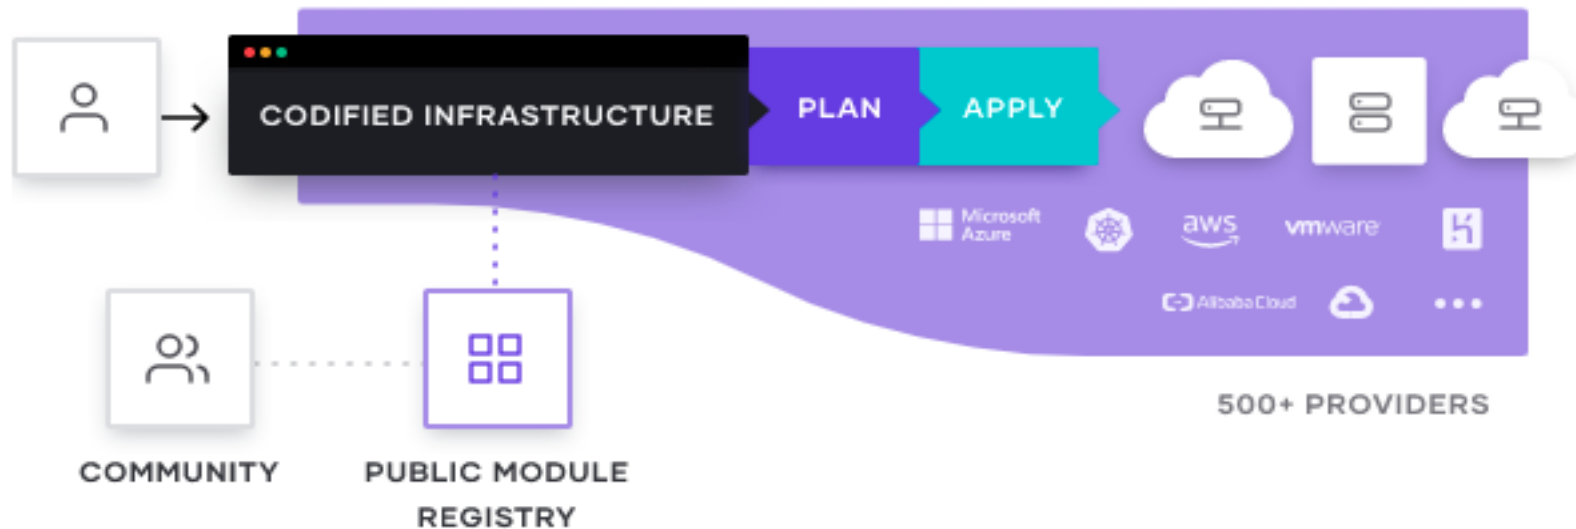 CODIFIED INFRASTRUCTURE
PLAN
APPLY
Microsoft
Azure
aws
vmware
Alibaba Cloud
500+ PROVIDERS
COMMUNITY
PUBLIC MODULE
REGISTRY